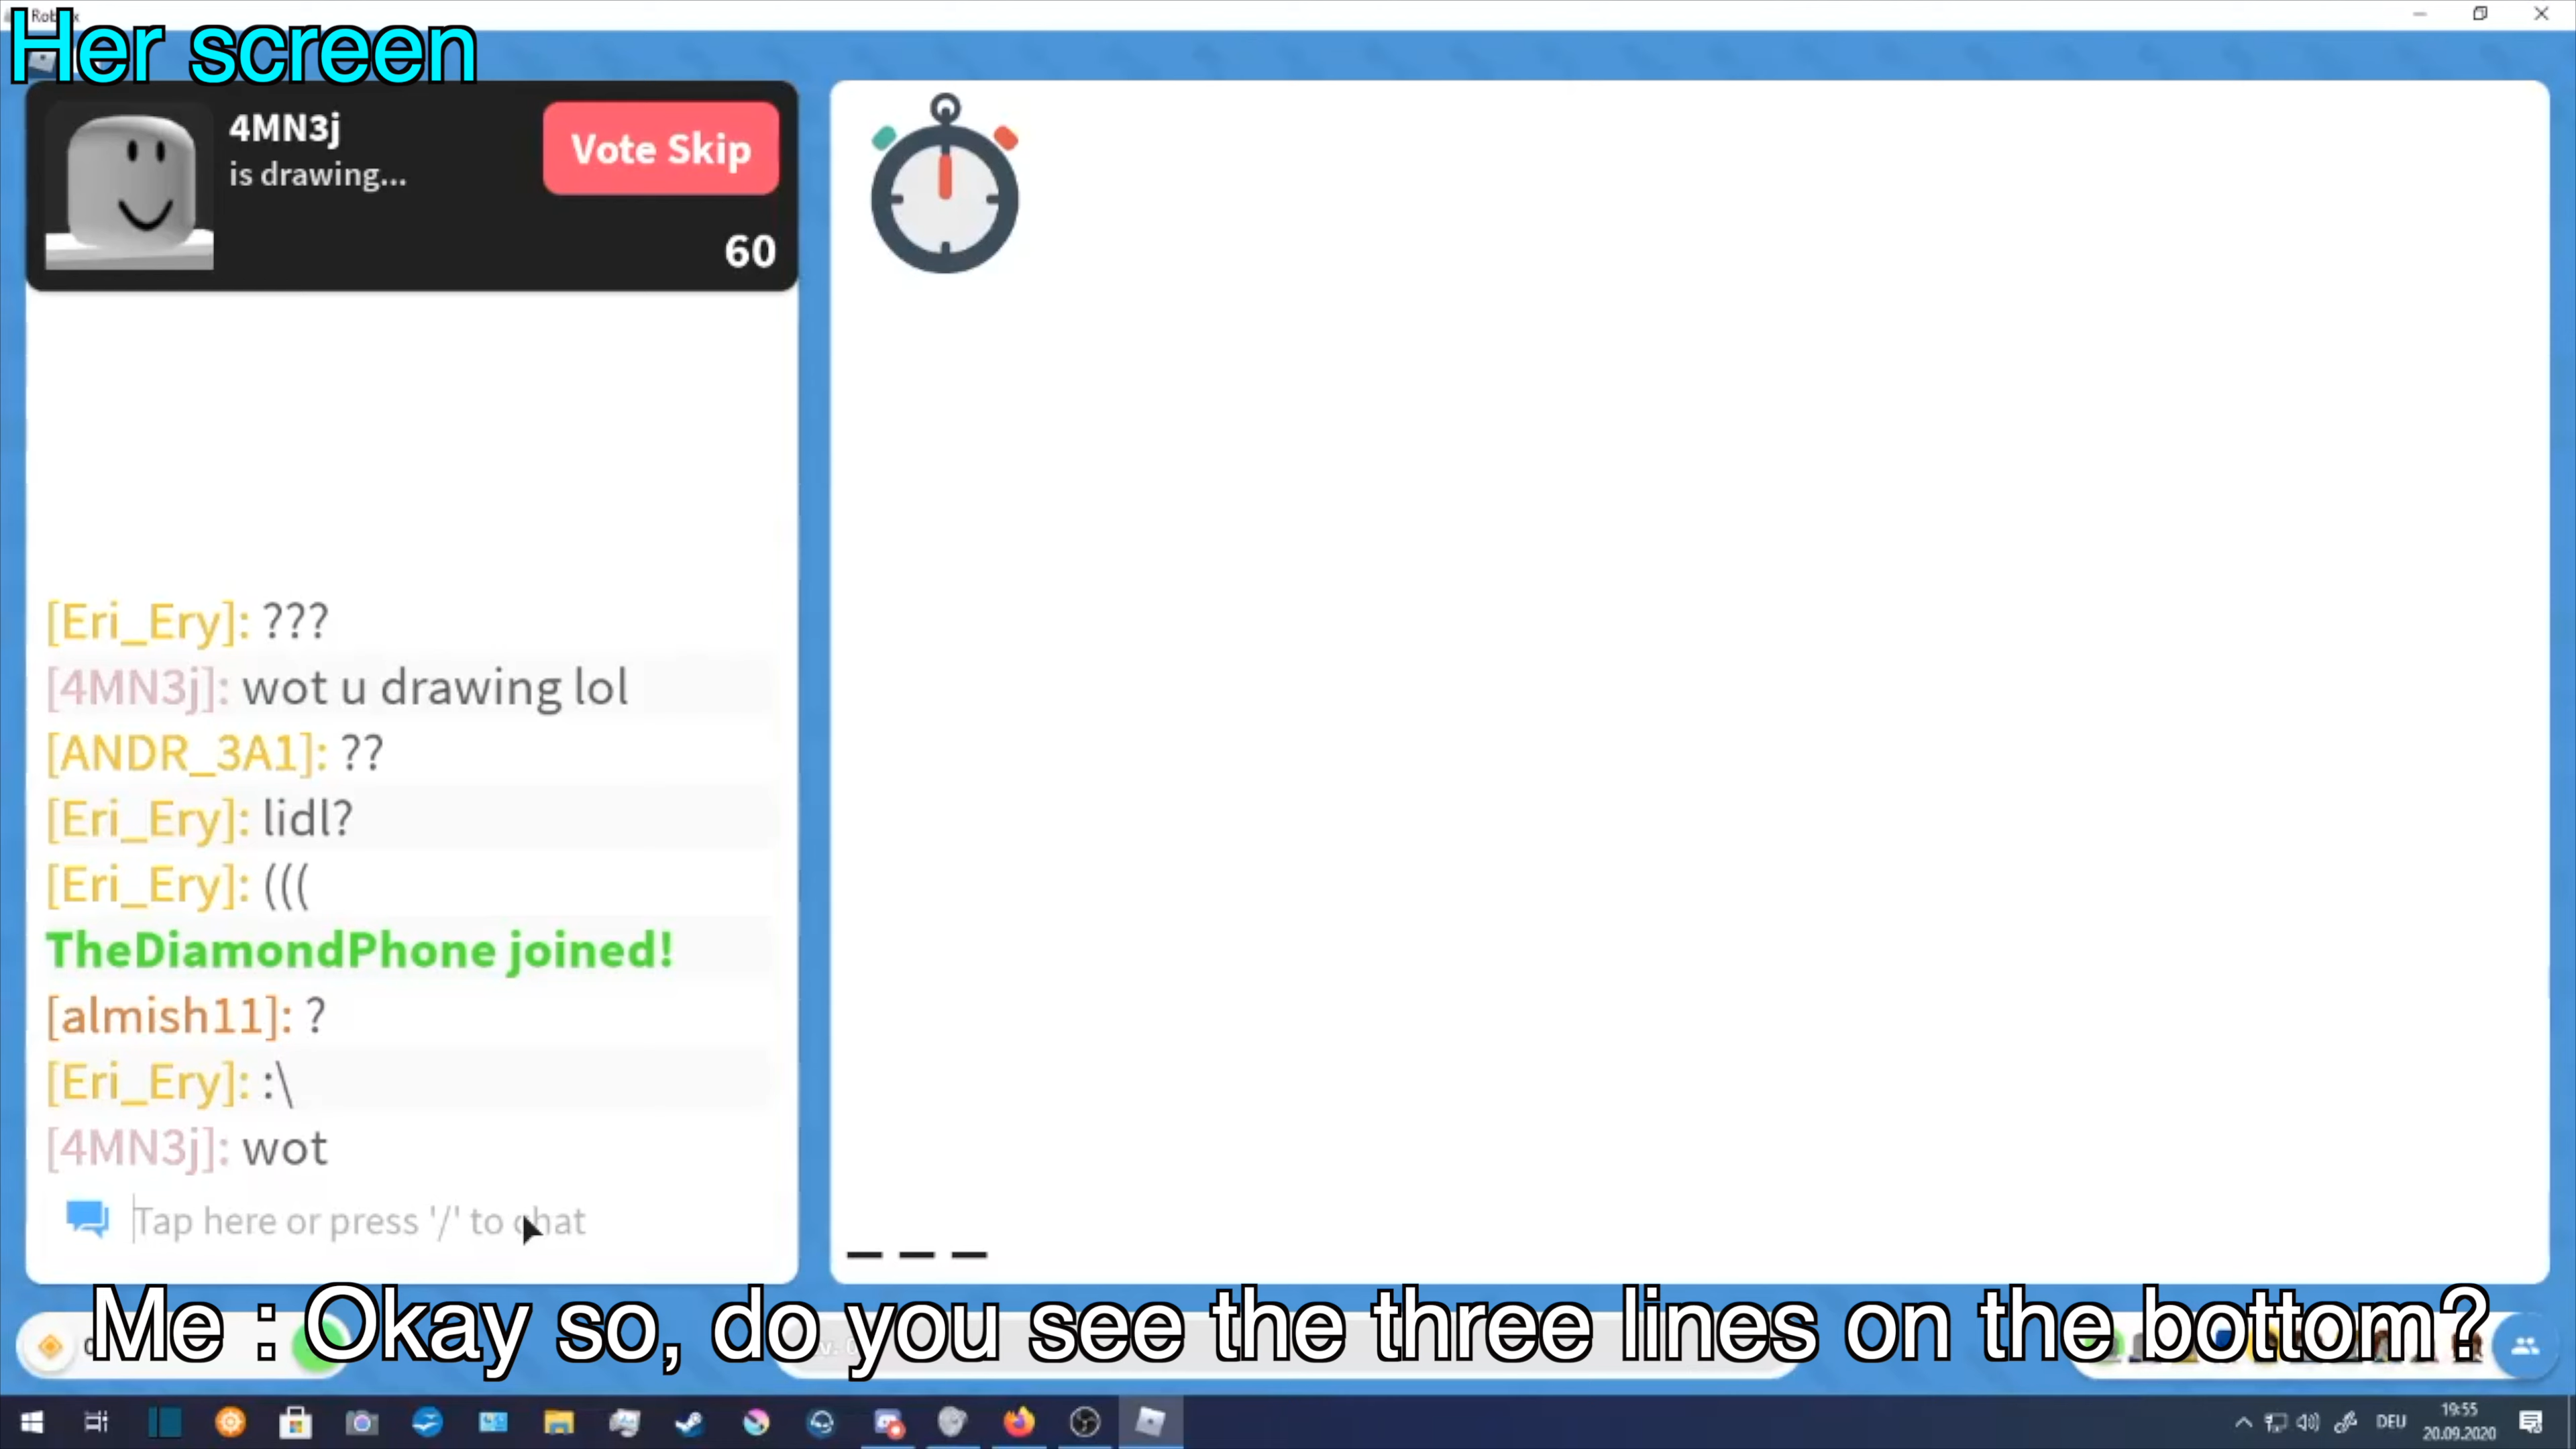 Her screen
4MN3j
is drawing...
Vote Skip
60
[Eri_Ery]: ???
[4MN3j]: wot u drawing lol
[ANDR_3A1]: ??
[Eri_Ery]: lidl?
[Eri_Ery]: (((
TheDiamondPhone joined!
[almish11]: ?
[Eri_Ery]: :\
[4MN3j]: wot
Tap here or press '/' to chat
_ _ _
Me : Okay so, do you see the three lines on the bottom?
DEU
19:55
20.09.2020